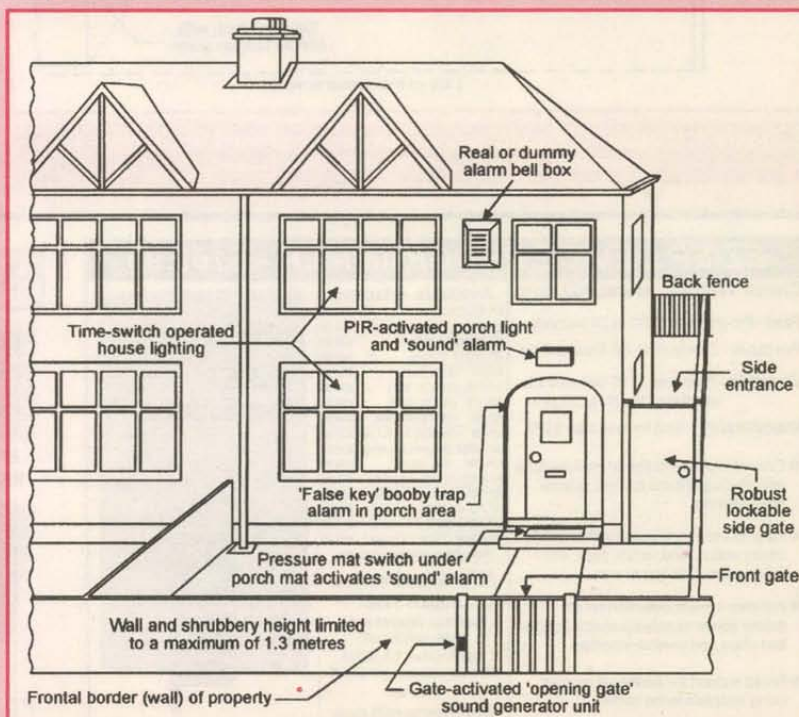 Real or dummy
alarm bell box
Back fence
Time-switch operated
house lighting
PIR-activated porch light
and 'sound' alarm
Side
entrance
'False key' booby trap
alarm in porch area
Robust
lockable
side gate
Pressure mat switch under
porch mat activates 'sound' alarm
Front gate
Wall and shrubbery height limited
to a maximum of 1.3 metres
Frontal border (wall) of property
Gate-activated 'opening gate'
sound generator unit